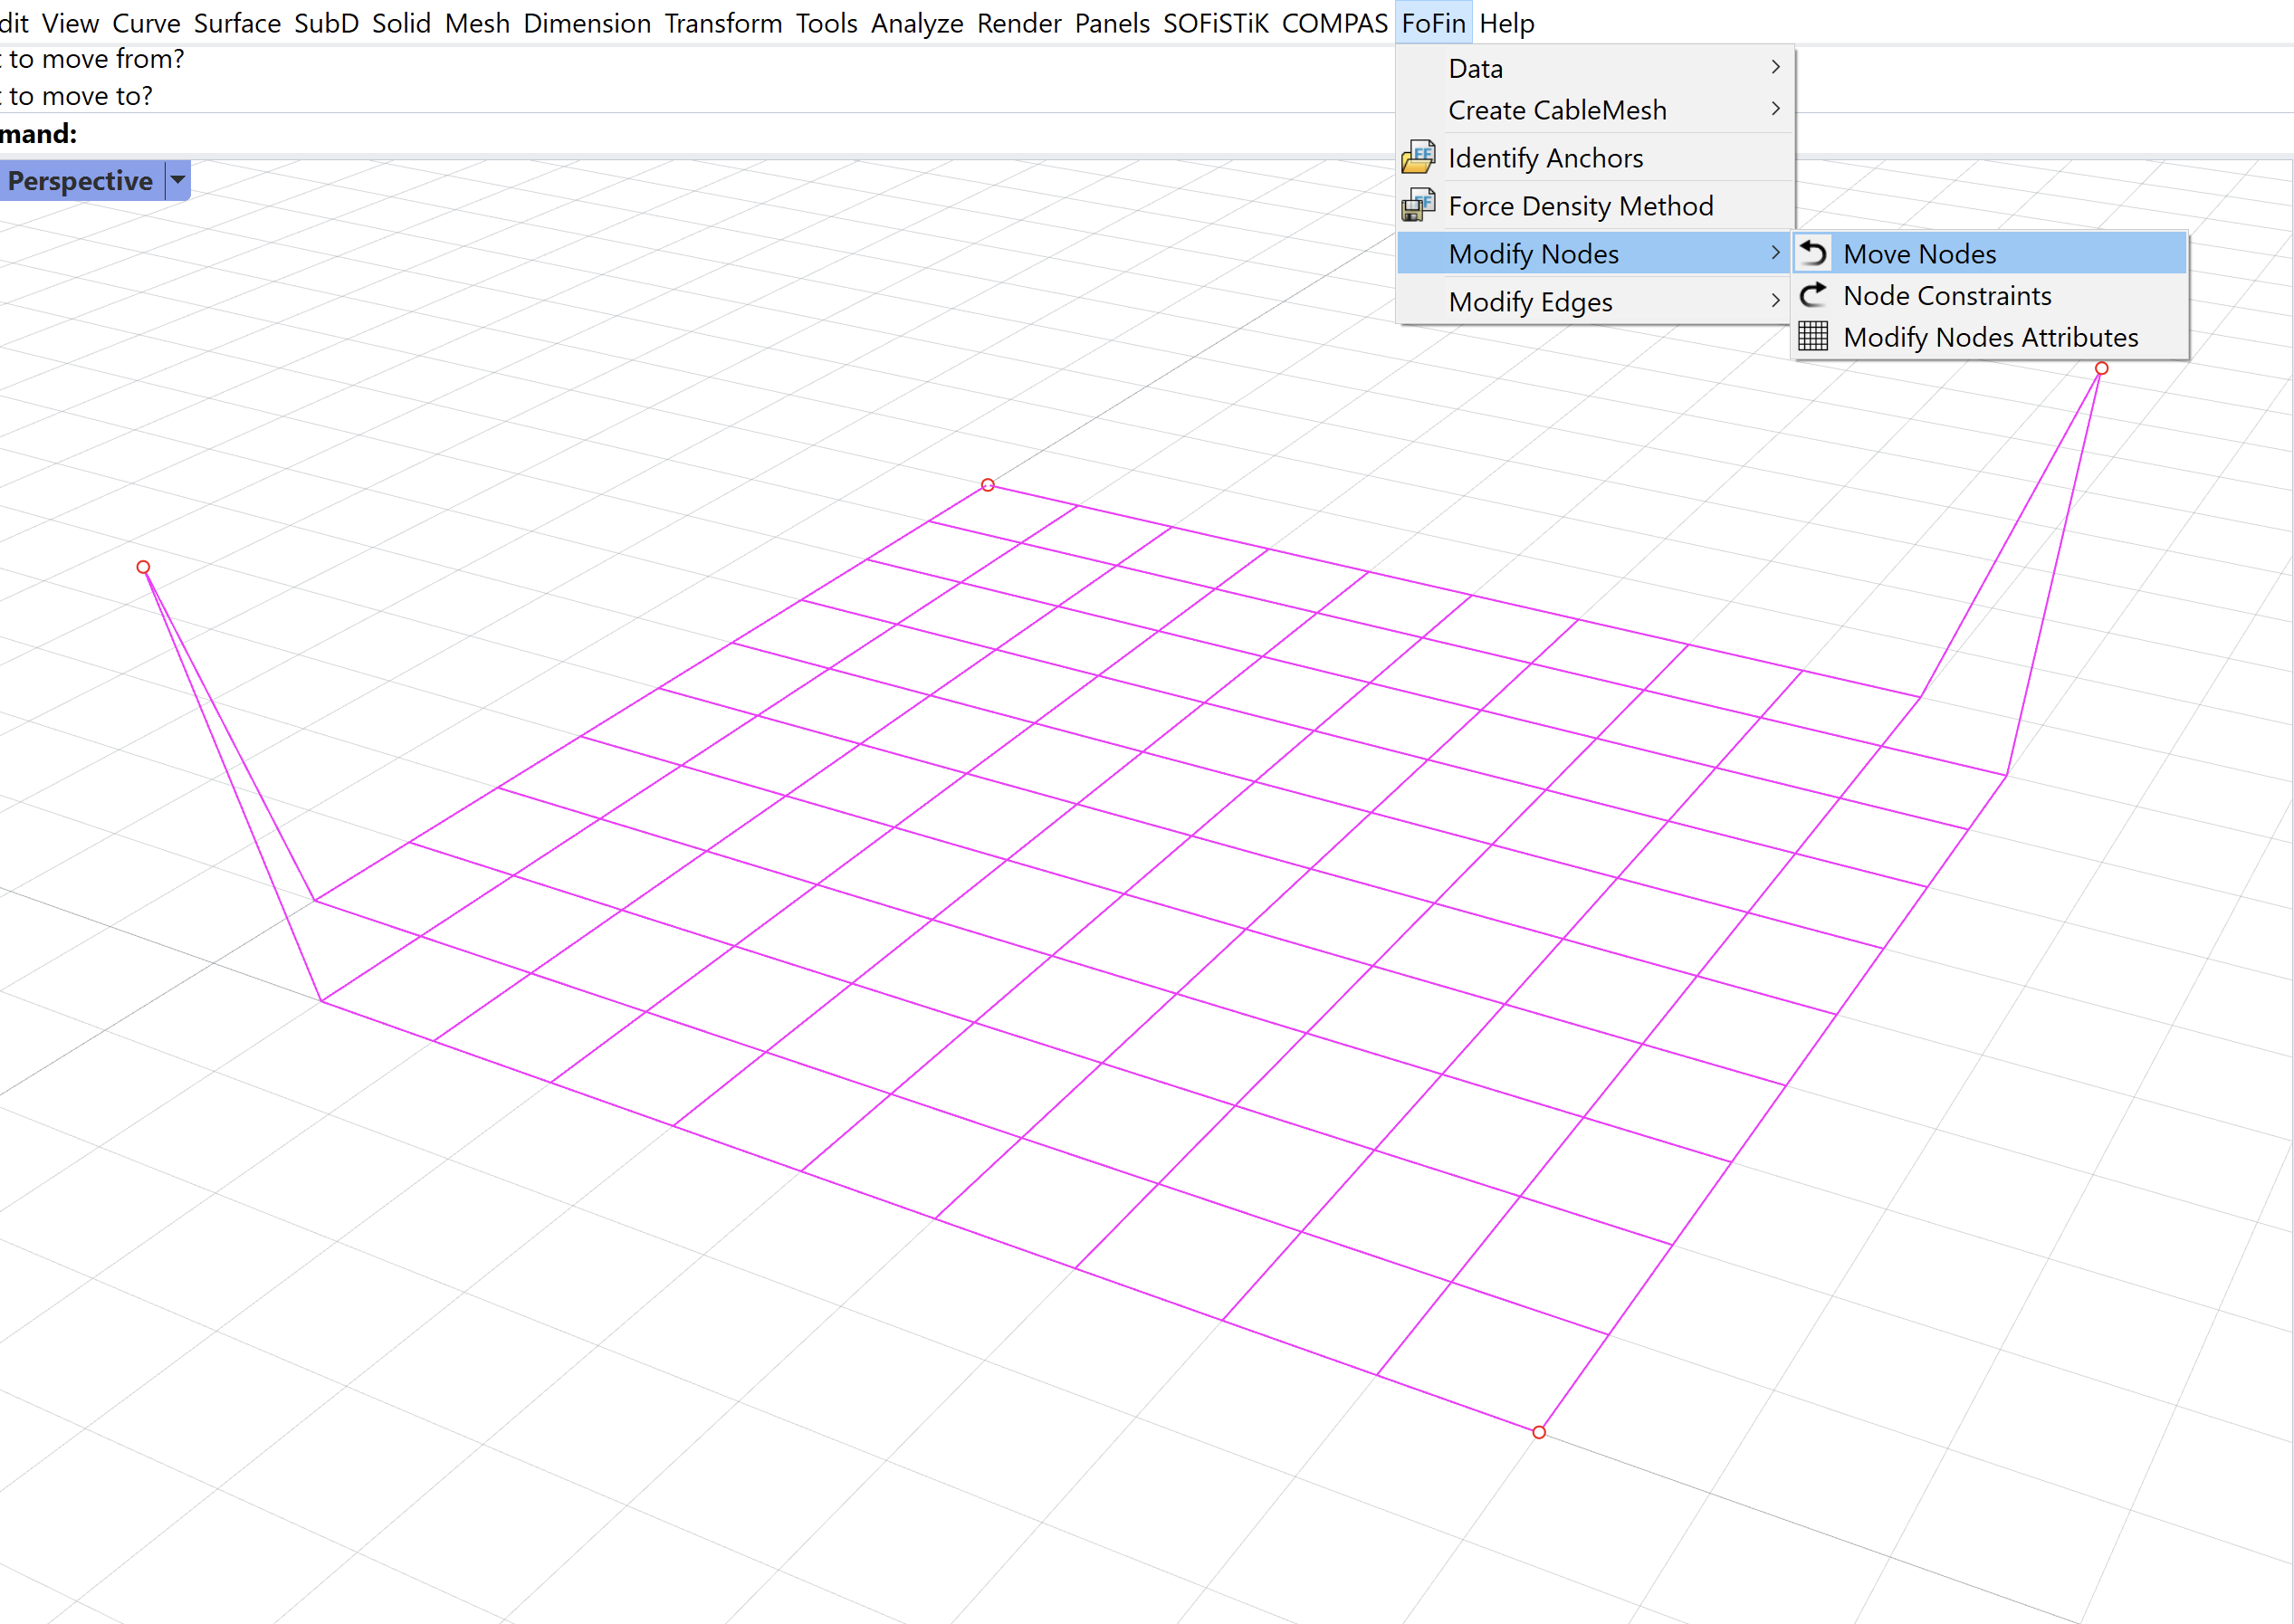 dit View Curve Surface SubD Solid Mesh Dimension Transform Tools Analyze Render Panels SOFiSTiK COMPAS FoFin Help
t to move from?
t to move to?
mand:
Perspective
Data
Create CableMesh
Identify Anchors
Force Density Method
Modify Nodes
Modify Edges
Move Nodes
Node Constraints
Modify Nodes Attributes